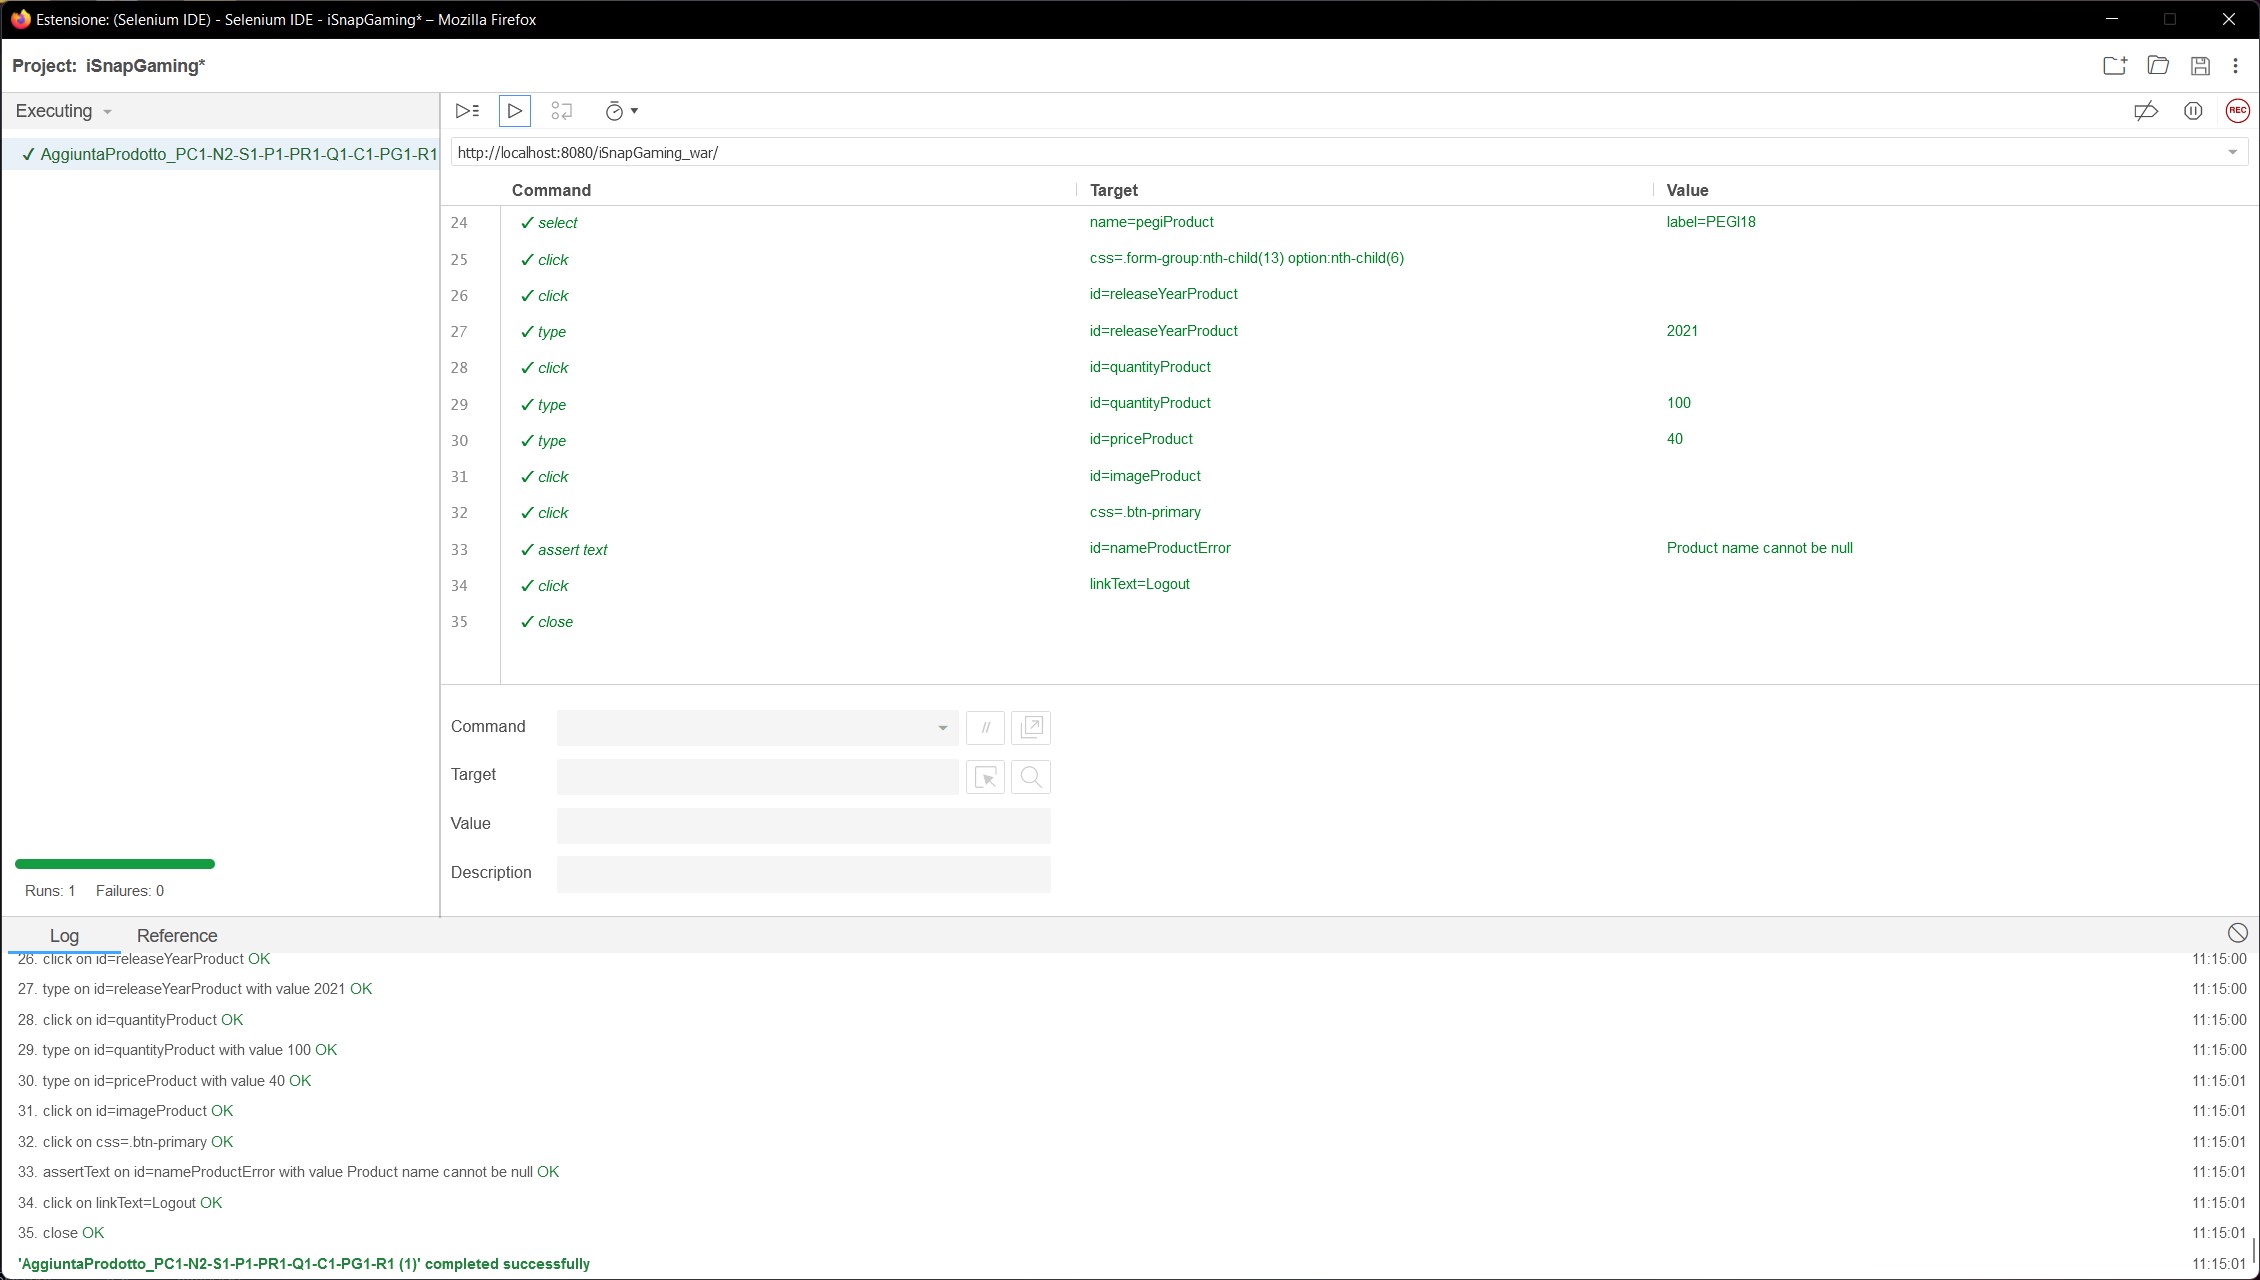 Estensione: (Selenium IDE) - Selenium IDE - iSnapGaming* – Mozilla Firefox
Project: iSnapGaming*
Executing
REC
✓ AggiuntaProdotto_PC1-N2-S1-P1-PR1-Q1-C1-PG1-R1
http://localhost:8080/iSnapGaming_war/
Command Target Value
24 ✓ select name=pegiProduct label=PEGI18
25 ✓ click css=.form-group:nth-child(13) option:nth-child(6)
26 ✓ click id=releaseYearProduct
27 ✓ type id=releaseYearProduct 2021
28 ✓ click id=quantityProduct
29 ✓ type id=quantityProduct 100
30 ✓ type id=priceProduct 40
31 ✓ click id=imageProduct
32 ✓ click css=.btn-primary
33 ✓ assert text id=nameProductError Product name cannot be null
34 ✓ click linkText=Logout
35 ✓ close
Command //
Target
Value
Description
Runs: 1 Failures: 0
Log Reference
26. click on id=releaseYearProduct OK 11:15:00
27. type on id=releaseYearProduct with value 2021 OK 11:15:00
28. click on id=quantityProduct OK 11:15:00
29. type on id=quantityProduct with value 100 OK 11:15:00
30. type on id=priceProduct with value 40 OK 11:15:01
31. click on id=imageProduct OK 11:15:01
32. click on css=.btn-primary OK 11:15:01
33. assertText on id=nameProductError with value Product name cannot be null OK 11:15:01
34. click on linkText=Logout OK 11:15:01
35. close OK 11:15:01
'AggiuntaProdotto_PC1-N2-S1-P1-PR1-Q1-C1-PG1-R1 (1)' completed successfully 11:15:01